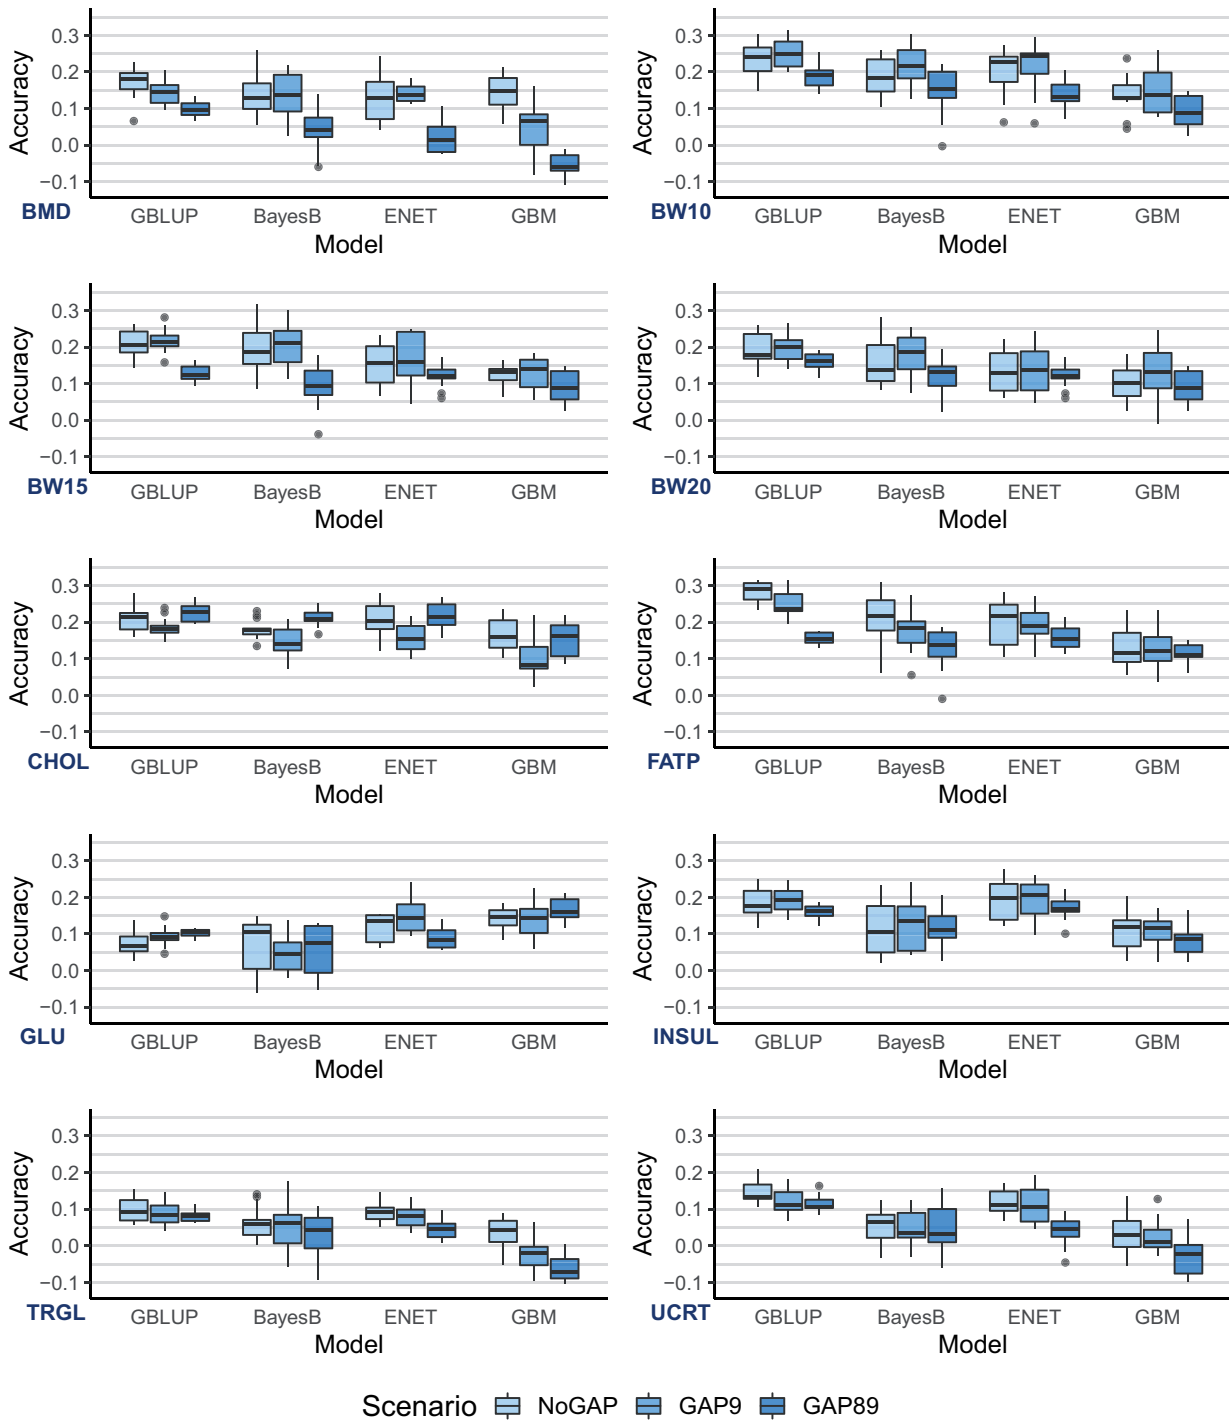 0.3
0.2
0.1
0.0
−0.1
Accuracy
BMD
GBLUP BayesB ENET GBM
Model
0.3
0.2
0.1
0.0
−0.1
Accuracy
BW10
GBLUP BayesB ENET GBM
Model
0.3
0.2
0.1
0.0
−0.1
Accuracy
BW15
GBLUP BayesB ENET GBM
Model
0.3
0.2
0.1
0.0
−0.1
Accuracy
BW20
GBLUP BayesB ENET GBM
Model
0.3
0.2
0.1
0.0
−0.1
Accuracy
CHOL
GBLUP BayesB ENET GBM
Model
0.3
0.2
0.1
0.0
−0.1
Accuracy
FATP
GBLUP BayesB ENET GBM
Model
0.3
0.2
0.1
0.0
−0.1
Accuracy
GLU
GBLUP BayesB ENET GBM
Model
0.3
0.2
0.1
0.0
−0.1
Accuracy
INSUL
GBLUP BayesB ENET GBM
Model
0.3
0.2
0.1
0.0
−0.1
Accuracy
TRGL
GBLUP BayesB ENET GBM
Model
0.3
0.2
0.1
0.0
−0.1
Accuracy
UCRT
GBLUP BayesB ENET GBM
Model
Scenario NoGAP GAP9 GAP89